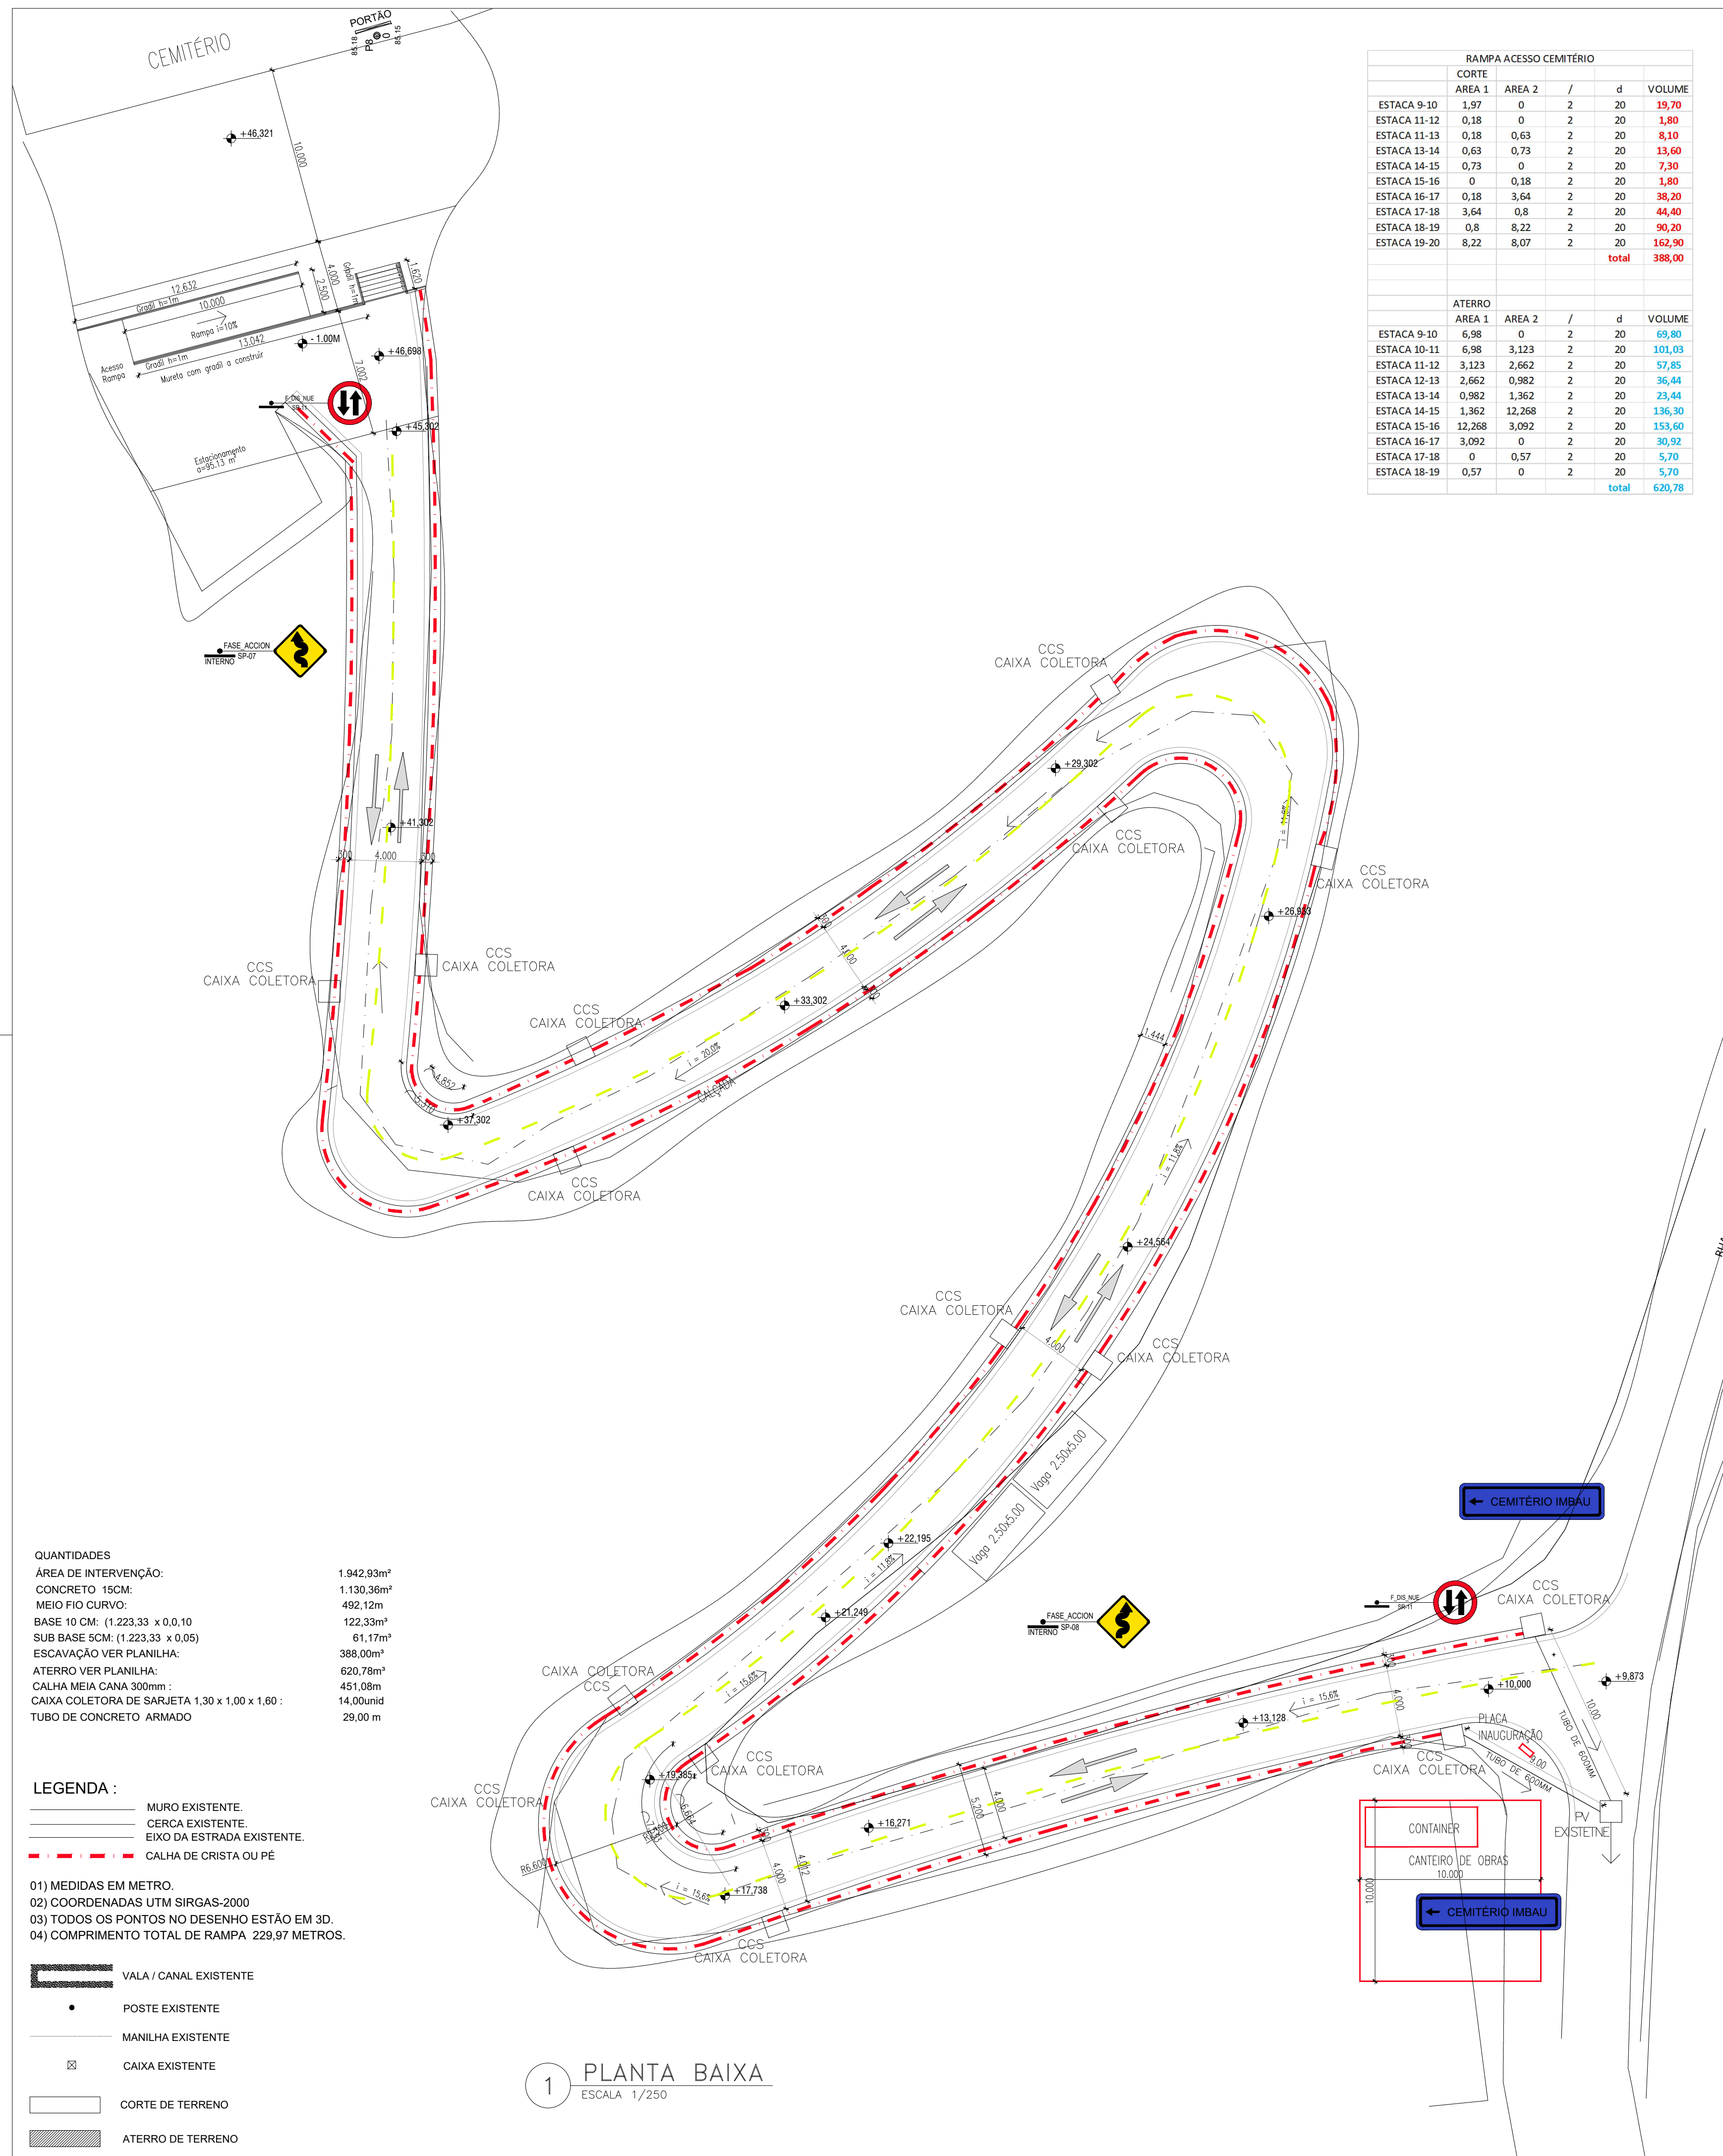 CEMITÉRIO
PORTÃO
85.18
P8
0
85.15
+46,321
10.000
RAMPA ACESSO CEMITÉRIO
CORTE
AREA 1 AREA 2 / d VOLUME
ESTACA 9-10 1,97 0 2 20 19,70
ESTACA 11-12 0,18 0 2 20 1,80
ESTACA 11-13 0,18 0,63 2 20 8,10
ESTACA 13-14 0,63 0,73 2 20 13,60
ESTACA 14-15 0,73 0 2 20 7,30
ESTACA 15-16 0 0,18 2 20 1,80
ESTACA 16-17 0,18 3,64 2 20 38,20
ESTACA 17-18 3,64 0,8 2 20 44,40
ESTACA 18-19 0,8 8,22 2 20 90,20
ESTACA 19-20 8,22 8,07 2 20 162,90
total 388,00
ATERRO
AREA 1 AREA 2 / d VOLUME
ESTACA 9-10 6,98 0 2 20 69,80
ESTACA 10-11 6,98 3,123 2 20 101,03
ESTACA 11-12 3,123 2,662 2 20 57,85
ESTACA 12-13 2,662 0,982 2 20 36,44
ESTACA 13-14 0,982 1,362 2 20 23,44
ESTACA 14-15 1,362 12,268 2 20 136,30
ESTACA 15-16 12,268 3,092 2 20 153,60
ESTACA 16-17 3,092 0 2 20 30,92
ESTACA 17-18 0 0,57 2 20 5,70
ESTACA 18-19 0,57 0 2 20 5,70
total 620,78
12.632
Gradil h=1m
10.000
Rampa i=10%
13.042
Gradil h=1m
Mureta com gradil a construir
Acesso
Rampa
4.000
2.500
Gradil h=1m
1.620
- 1.00M
+46,698
7.002
F_DIS_NUE
SR-11
+45,302
Estacionamento
a=95.13 m²
FASE_ACCION
INTERNO SP-07
+41,302
300
4.000
300
CCS
CAIXA COLETORA
CCS
CAIXA COLETORA
CCS
CAIXA COLETORA
4.852
+37,302
CCS
CAIXA COLETORA
CALÇADA
i = 20,0%
+33,302
4.000
CCS
CAIXA COLETORA
+29,302
CCS
CAIXA COLETORA
CCS
CAIXA COLETORA
+26,933
1.444
i = 11,8%
+24,564
CCS
CAIXA COLETORA
4.000
CCS
CAIXA COLETORA
Vaga 2.50x5.00
Vaga 2.50x5.00
+22,195
i = 11,8%
+21,249
FASE_ACCION
INTERNO SP-08
CAIXA COLETORA
CCS
i = 15,6%
CCS
CAIXA COLETORA
+19,385
CCS
CAIXA COLETORA
6.664
R6.600
4.000
4.012
i = 15,6%
+17,738
CCS
CAIXA COLETORA
+16,271
5.200
4.000
+13,128
i = 15,6%
4.000
CEMITÉRIO IMBAU
F_DIS_NUE
SR-11
CCS
CAIXA COLETORA
+10,000
+9,873
10.00
TUBO DE 600MM
PLACA
INAUGURAÇÃO
CCS
CAIXA COLETORA
TUBO DE 600MM
9.00
PV
EXISTETNE
CONTAINER
CANTEIRO DE OBRAS
10.000
10.000
CEMITÉRIO IMBAU
QUANTIDADES
ÁREA DE INTERVENÇÃO: 1.942,93m²
CONCRETO 15CM: 1.130,36m²
MEIO FIO CURVO: 492,12m
BASE 10 CM: (1.223,33 x 0,0,10 122,33m³
SUB BASE 5CM: (1.223,33 x 0,05) 61,17m³
ESCAVAÇÃO VER PLANILHA: 388,00m³
ATERRO VER PLANILHA: 620,78m³
CALHA MEIA CANA 300mm : 451,08m
CAIXA COLETORA DE SARJETA 1,30 x 1,00 x 1,60 : 14,00unid
TUBO DE CONCRETO ARMADO 29,00 m
LEGENDA :
MURO EXISTENTE.
CERCA EXISTENTE.
EIXO DA ESTRADA EXISTENTE.
CALHA DE CRISTA OU PÉ
01) MEDIDAS EM METRO.
02) COORDENADAS UTM SIRGAS-2000
03) TODOS OS PONTOS NO DESENHO ESTÃO EM 3D.
04) COMPRIMENTO TOTAL DE RAMPA 229,97 METROS.
VALA / CANAL EXISTENTE
POSTE EXISTENTE
MANILHA EXISTENTE
CAIXA EXISTENTE
CORTE DE TERRENO
ATERRO DE TERRENO
1 PLANTA BAIXA
ESCALA 1/250